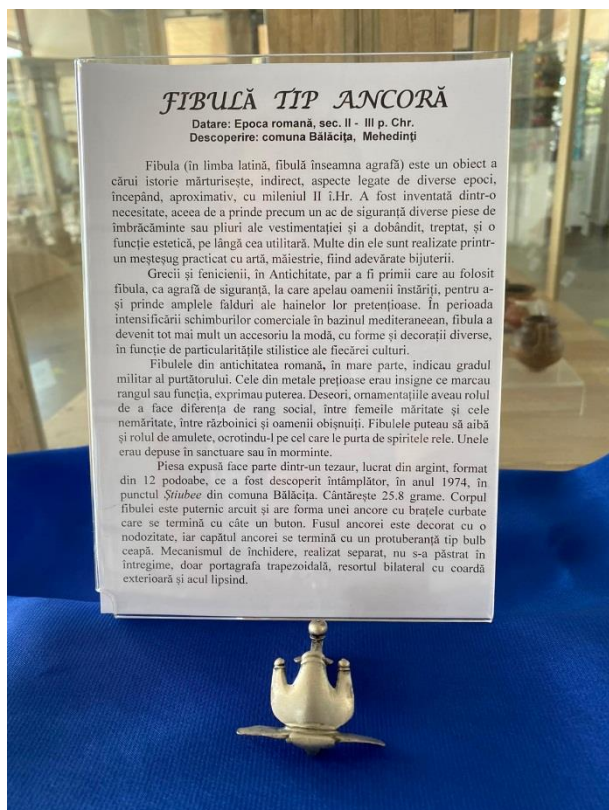 FIBULĂ TIP ANCORĂ
Datare: Epoca romană, sec. II - III p. Chr.
Descoperire: comuna Bălăcița, Mehedinți
Fibula (in limba latină, fibulă înseamna agrafă) este un obiect a
cărui istorie mărturisește, indirect, aspecte legate de diverse epoci,
începând, aproximativ, cu mileniul II î.Hr. A fost inventată dintr-o
necesitate, aceea de a prinde precum un ac de siguranță diverse piese de
îmbrăcăminte sau pliuri ale vestimentației și a dobândit, treptat, și o
funcție estetică, pe lângă cea utilitară. Multe din ele sunt realizate printr-
un meșteșug practicat cu artă, măiestrie, fiind adevărate bijuterii.
Grecii și fenicienii, în Antichitate, par a fi primii care au folosit
fibula, ca agrafă de siguranță, la care apelau oamenii înstăriți, pentru a-
și prinde amplele falduri ale hainelor lor pretențioase. În perioada
intensificării schimburilor comerciale în bazinul mediteraneean, fibula a
devenit tot mai mult un accesoriu la modă, cu forme și decorații diverse,
în funcție de particularitățile stilistice ale fiecărei culturi.
Fibulele din antichitatea romană, în mare parte, indicau gradul
militar al purtătorului. Cele din metale prețioase erau insigne ce marcau
rangul sau funcția, exprimau puterea. Deseori, ornamentațiile aveau rolul
de a face diferența de rang social, între femeile măritate și cele
nemăritate, între războinici și oamenii obișnuiți. Fibulele puteau să aibă
și rolul de amulete, ocrotindu-l pe cel care le purta de spiritele rele. Unele
erau depuse în sanctuare sau în morminte.
Piesa expusă face parte dintr-un tezaur, lucrat din argint, format
din 12 podoabe, ce a fost descoperit întâmplător, în anul 1974, în
punctul Știubee din comuna Bălăcița. Cântărește 25.8 grame. Corpul
fibulei este puternic arcuit și are forma unei ancore cu brațele curbate
care se termină cu câte un buton. Fusul ancorei este decorat cu o
nodozitate, iar capătul ancorei se termină cu un protuberanță tip bulb
ceapă. Mecanismul de închidere, realizat separat, nu s-a păstrat în
întregime, doar portagrafa trapezoidală, resortul bilateral cu coardă
exterioară și acul lipsind.